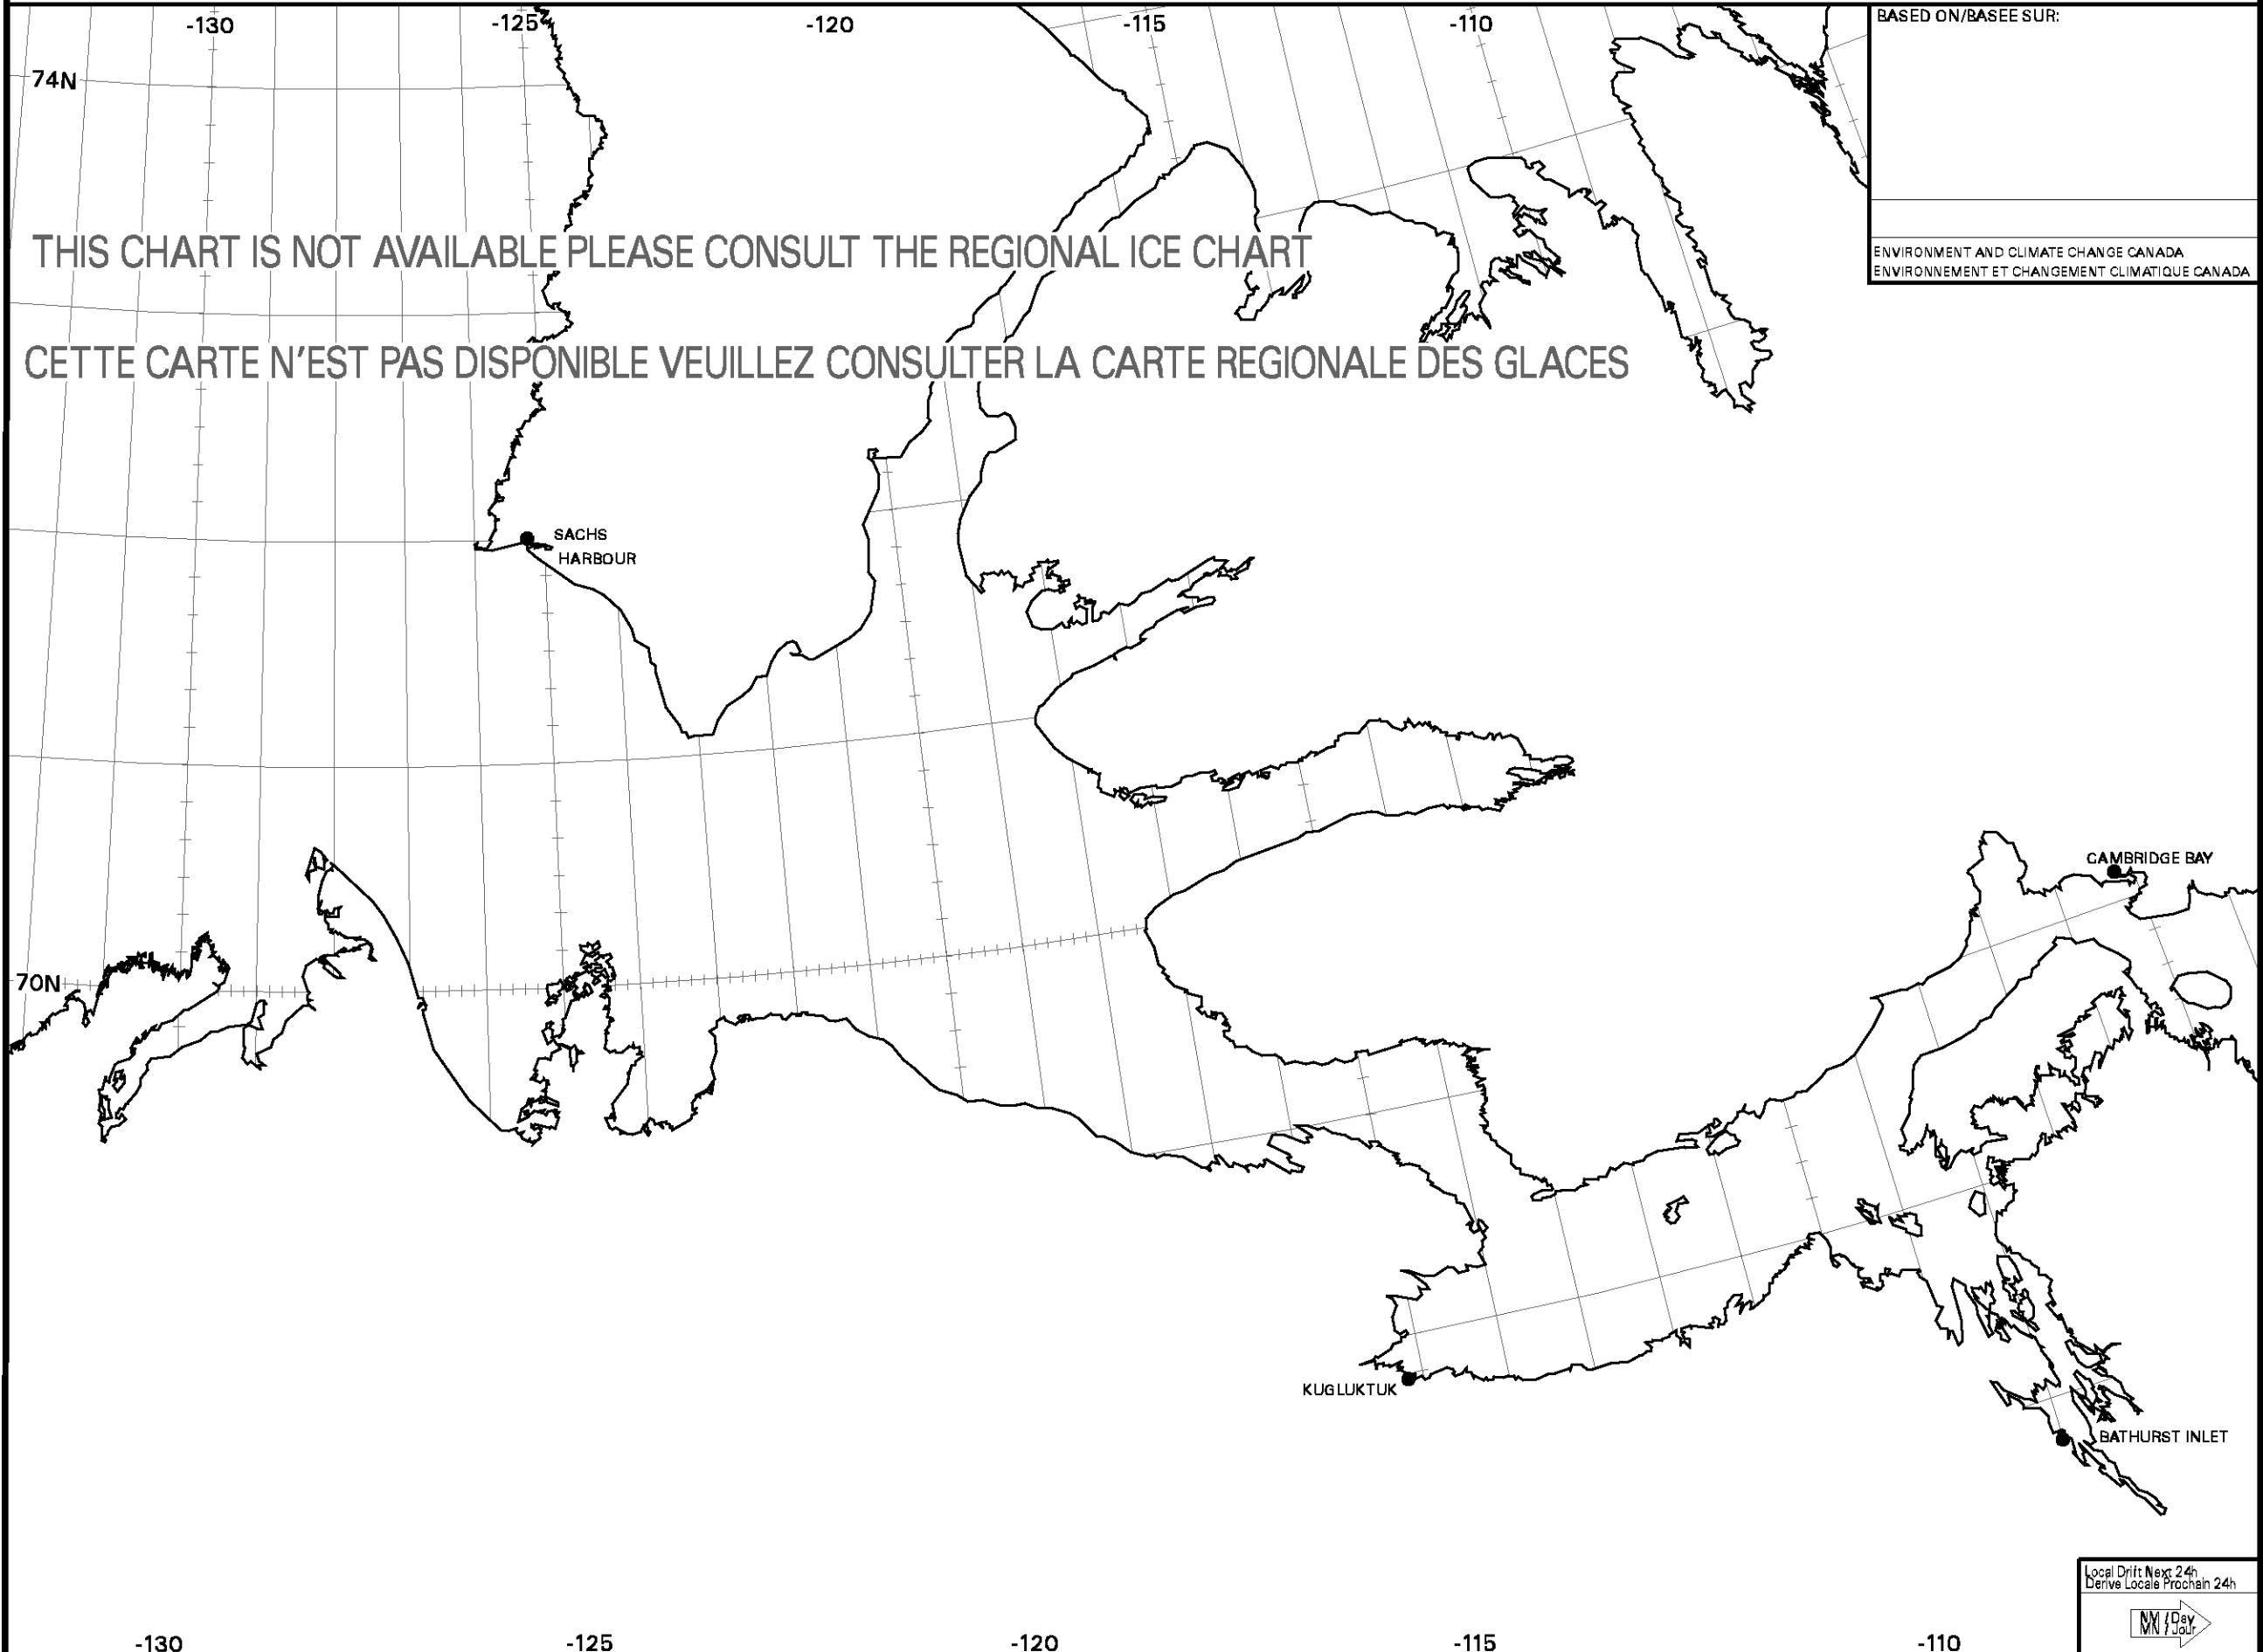 -130 -125 -120 -115 -110
BASED ON/BASEE SUR:
74N
THIS CHART IS NOT AVAILABLE PLEASE CONSULT THE REGIONAL ICE CHART
ENVIRONMENT AND CLIMATE CHANGE CANADA
ENVIRONNEMENT ET CHANGEMENT CLIMATIQUE CANADA
CETTE CARTE N'EST PAS DISPONIBLE VEUILLEZ CONSULTER LA CARTE REGIONALE DES GLACES
SACHS
HARBOUR
CAMBRIDGE BAY
70N
KUGLUKTUK
BATHURST INLET
Local Drift Next 24h
Derive Locale Prochain 24h
NM / Day
MN / Jour
-130 -125 -120 -115 -110